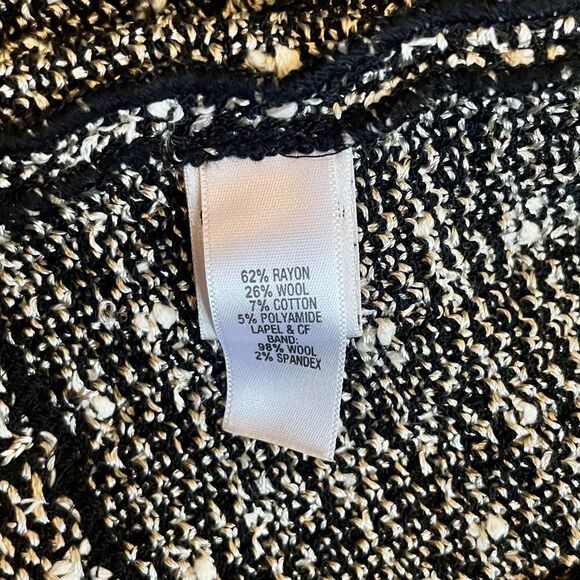 62% RAYON
26% WOOL
7% COTTON
5% POLYAMIDE
LAPEL & CF
BAND:
98% WOOL
2% SPANDEX